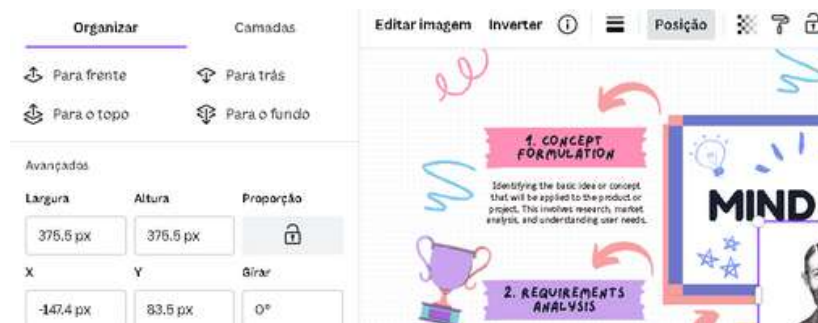 Organizar
Camadas
Editar imagem
Inverter
Posição
Para frente
Para trás
Para o topo
Para o fundo
Avançados
Largura
Altura
Proporção
375.5 px
375.5 px
X
Y
Girar
-147.4 px
83.5 px
0°
1. CONCEPT
FORMULATION
Identifying the basic idea or concept
that will be applied to the product or
project. This involves research, market
analysis, and understanding user needs.
MIND
2. REQUIREMENTS
ANALYSIS